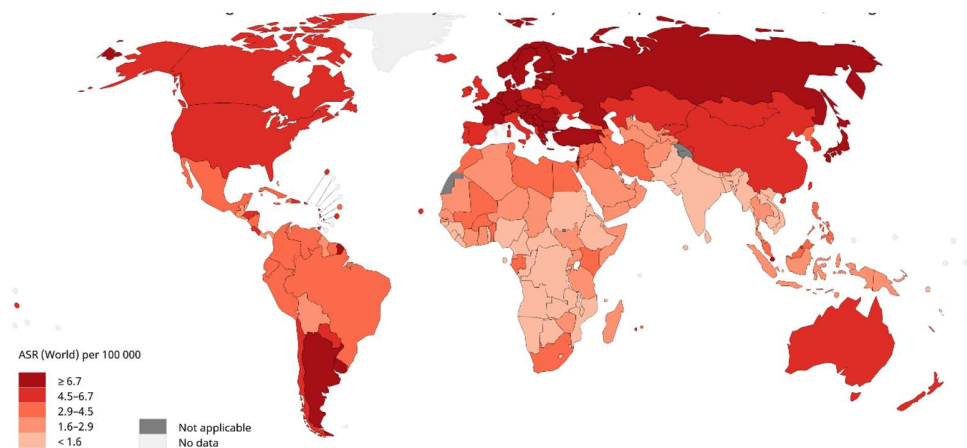 ASR (World) per 100 000
≥ 6.7
4.5–6.7
2.9–4.5
1.6–2.9
< 1.6
Not applicable
No data